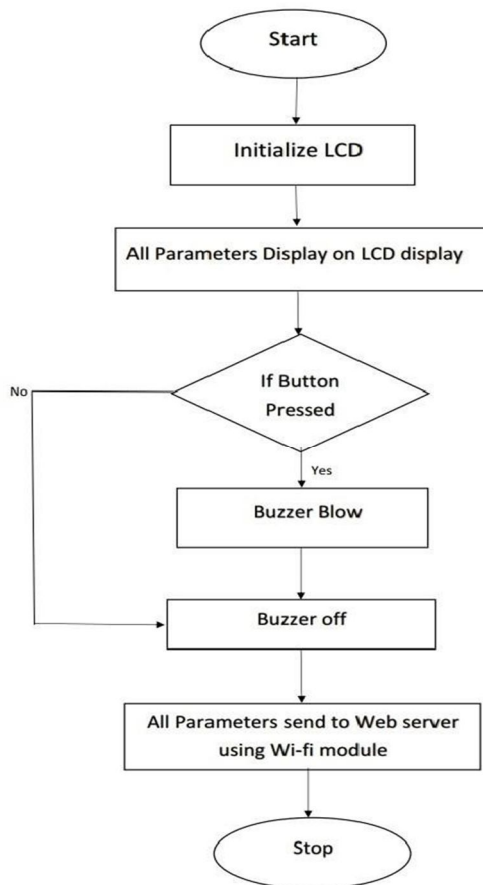 Start
Initialize LCD
All Parameters Display on LCD display
If Button
Pressed
No
Yes
Buzzer Blow
Buzzer off
All Parameters send to Web server
using Wi-fi module
Stop